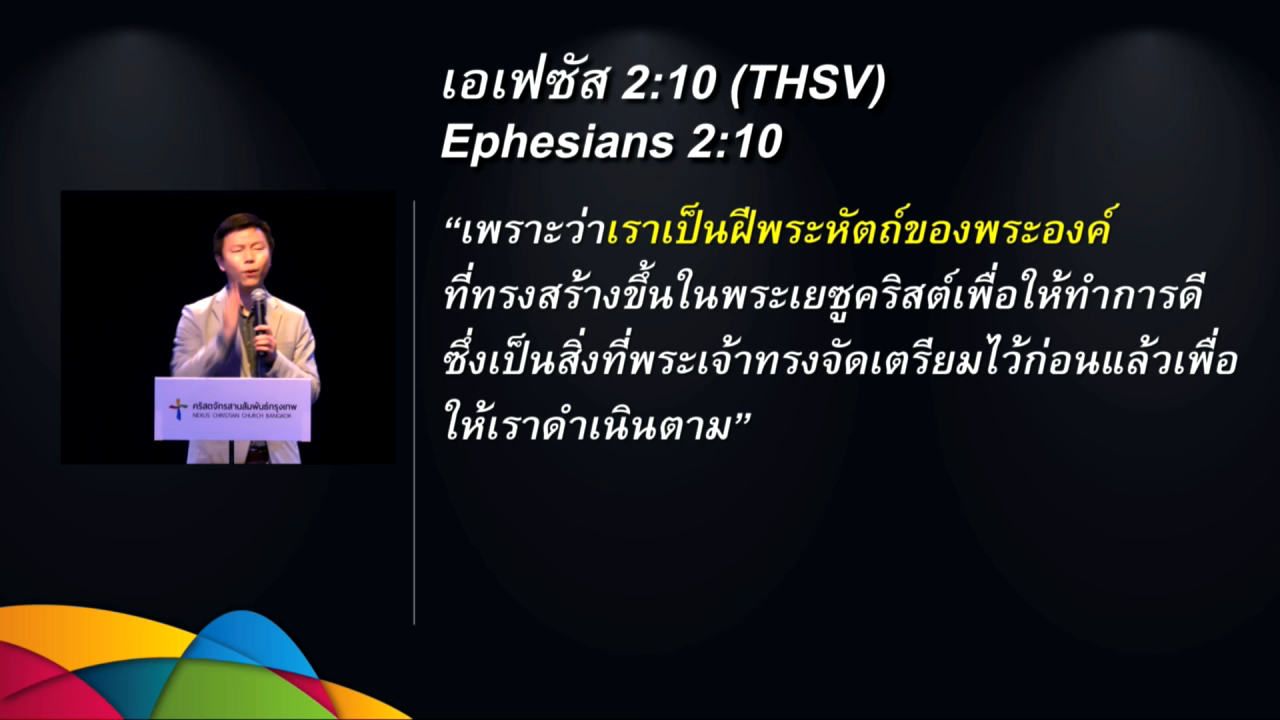 เอเฟซัส 2:10 (THSV)
Ephesians 2:10
“เพราะว่าเราเป็นฝีพระหัตถ์ของพระองค์
ที่ทรงสร้างขึ้นในพระเยซูคริสต์เพื่อให้ทำการดี
ซึ่งเป็นสิ่งที่พระเจ้าทรงจัดเตรียมไว้ก่อนแล้วเพื่อ
ให้เราดำเนินตาม”
คริสตจักรสานสัมพันธ์กรุงเทพ
NEXUS CHRISTIAN CHURCH BANGKOK